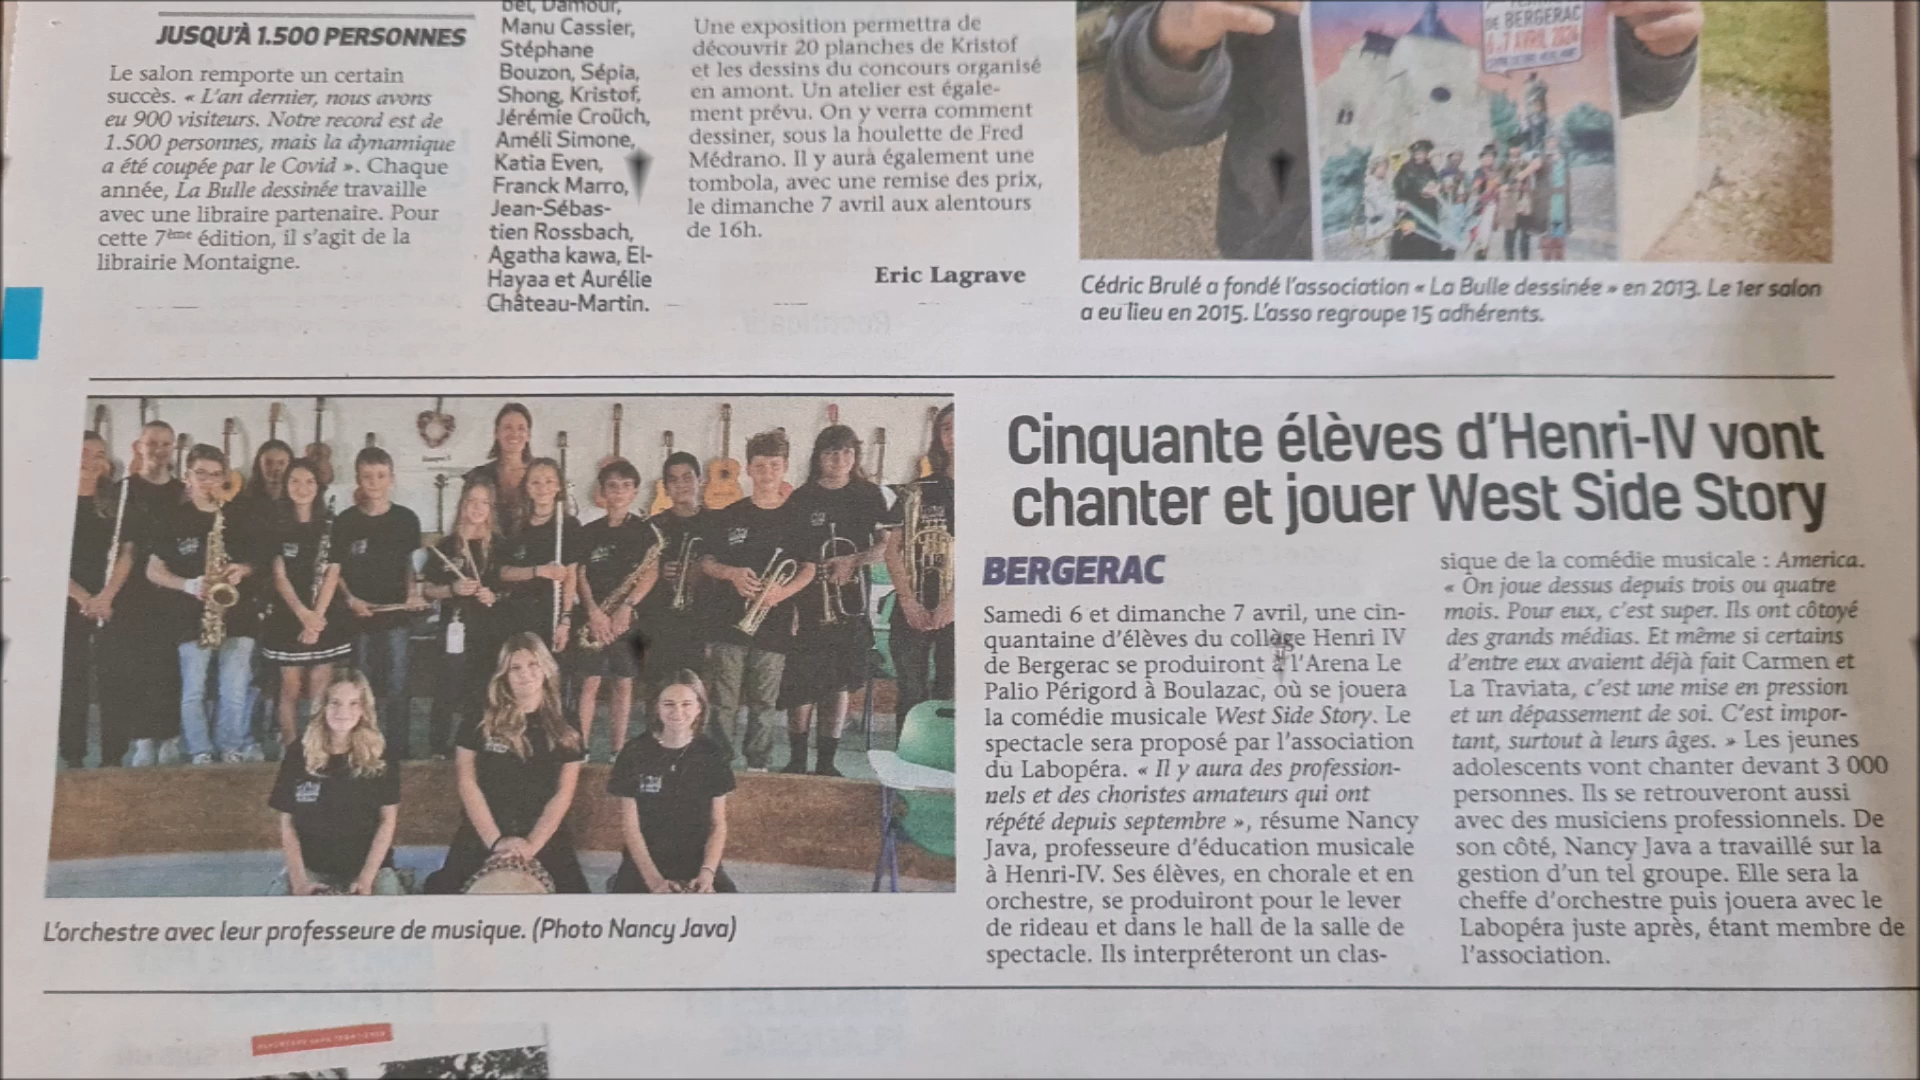 JUSQU'À 1.500 PERSONNES
Le salon remporte un certain
succès. « L'an dernier, nous avons
eu 900 visiteurs. Notre record est de
1.500 personnes, mais la dynamique
a été coupée par le Covid ». Chaque
année, La Bulle dessinée travaille
avec une libraire partenaire. Pour
cette 7ème édition, il s'agit de la
librairie Montaigne.
bel, Damour,
Manu Cassier,
Stéphane
Bouzon, Sépia,
Shong, Kristof,
Jérémie Croüch,
Améli Simone,
Katia Even,
Franck Marro,
Jean-Sébas-
tien Rossbach,
Agatha kawa, El-
Hayaa et Aurélie
Château-Martin.
Une exposition permettra de
découvrir 20 planches de Kristof
et les dessins du concours organisé
en amont. Un atelier est égale-
ment prévu. On y verra comment
dessiner, sous la houlette de Fred
Médrano. Il y aura également une
tombola, avec une remise des prix,
le dimanche 7 avril aux alentours
de 16h.
Eric Lagrave
DE BERGERAC
6-7 AVRIL 2024
Cédric Brulé a fondé l'association « La Bulle dessinée » en 2013. Le 1er salon
a eu lieu en 2015. L'asso regroupe 15 adhérents.
L'orchestre avec leur professeure de musique. (Photo Nancy Java)
Cinquante élèves d'Henri-IV vont
chanter et jouer West Side Story
BERGERAC
Samedi 6 et dimanche 7 avril, une cin-
quantaine d'élèves du collège Henri IV
de Bergerac se produiront à l'Arena Le
Palio Périgord à Boulazac, où se jouera
la comédie musicale West Side Story. Le
spectacle sera proposé par l'association
du Labopéra. « Il y aura des profession-
nels et des choristes amateurs qui ont
répété depuis septembre », résume Nancy
Java, professeure d'éducation musicale
à Henri-IV. Ses élèves, en chorale et en
orchestre, se produiront pour le lever
de rideau et dans le hall de la salle de
spectacle. Ils interpréteront un clas-
sique de la comédie musicale : America.
« On joue dessus depuis trois ou quatre
mois. Pour eux, c'est super. Ils ont côtoyé
des grands médias. Et même si certains
d'entre eux avaient déjà fait Carmen et
La Traviata, c'est une mise en pression
et un dépassement de soi. C'est impor-
tant, surtout à leurs âges. » Les jeunes
adolescents vont chanter devant 3 000
personnes. Ils se retrouveront aussi
avec des musiciens professionnels. De
son côté, Nancy Java a travaillé sur la
gestion d'un tel groupe. Elle sera la
cheffe d'orchestre puis jouera avec le
Labopéra juste après, étant membre de
l'association.